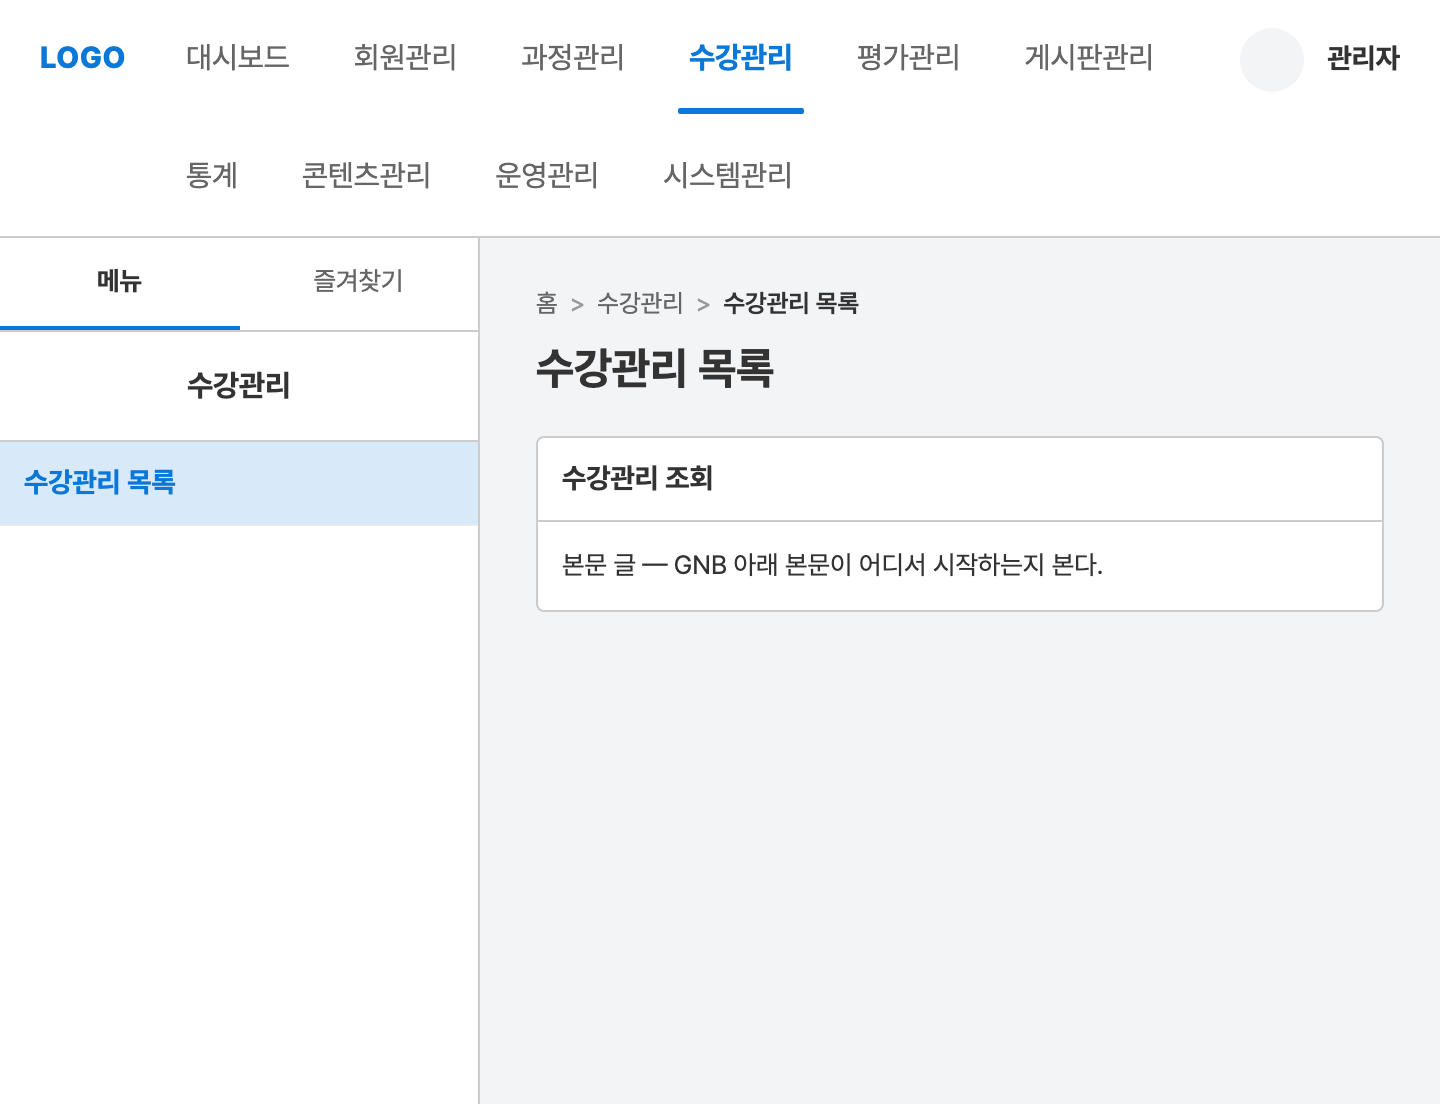 LOGO 대시보드 회원관리 과정관리 수강관리 평가관리 게시판관리 관리자
통계 콘텐츠관리 운영관리 시스템관리
메뉴 즐겨찾기
수강관리
수강관리 목록
홈 > 수강관리 > 수강관리 목록
수강관리 목록
수강관리 조회
본문 글 — GNB 아래 본문이 어디서 시작하는지 본다.